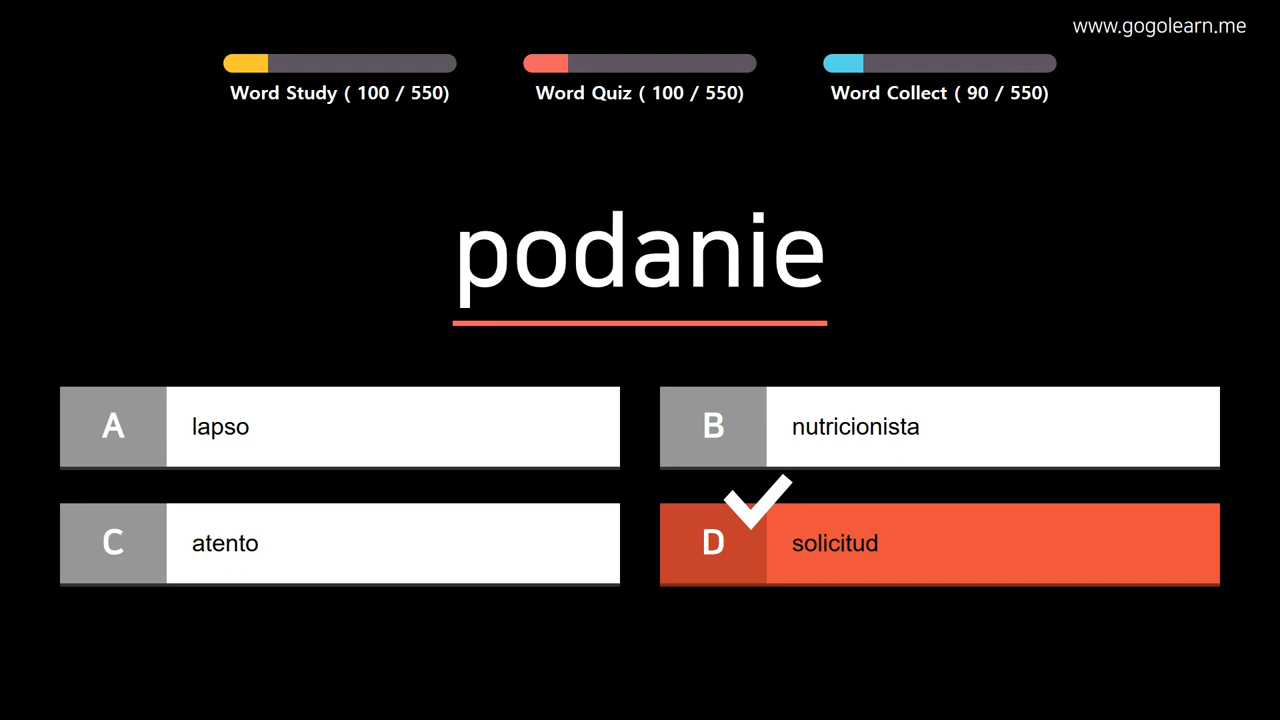 www.gogolearn.me
Word Study ( 100 / 550)
Word Quiz ( 100 / 550)
Word Collect ( 90 / 550)
podanie
A lapso
B nutricionista
C atento
D solicitud